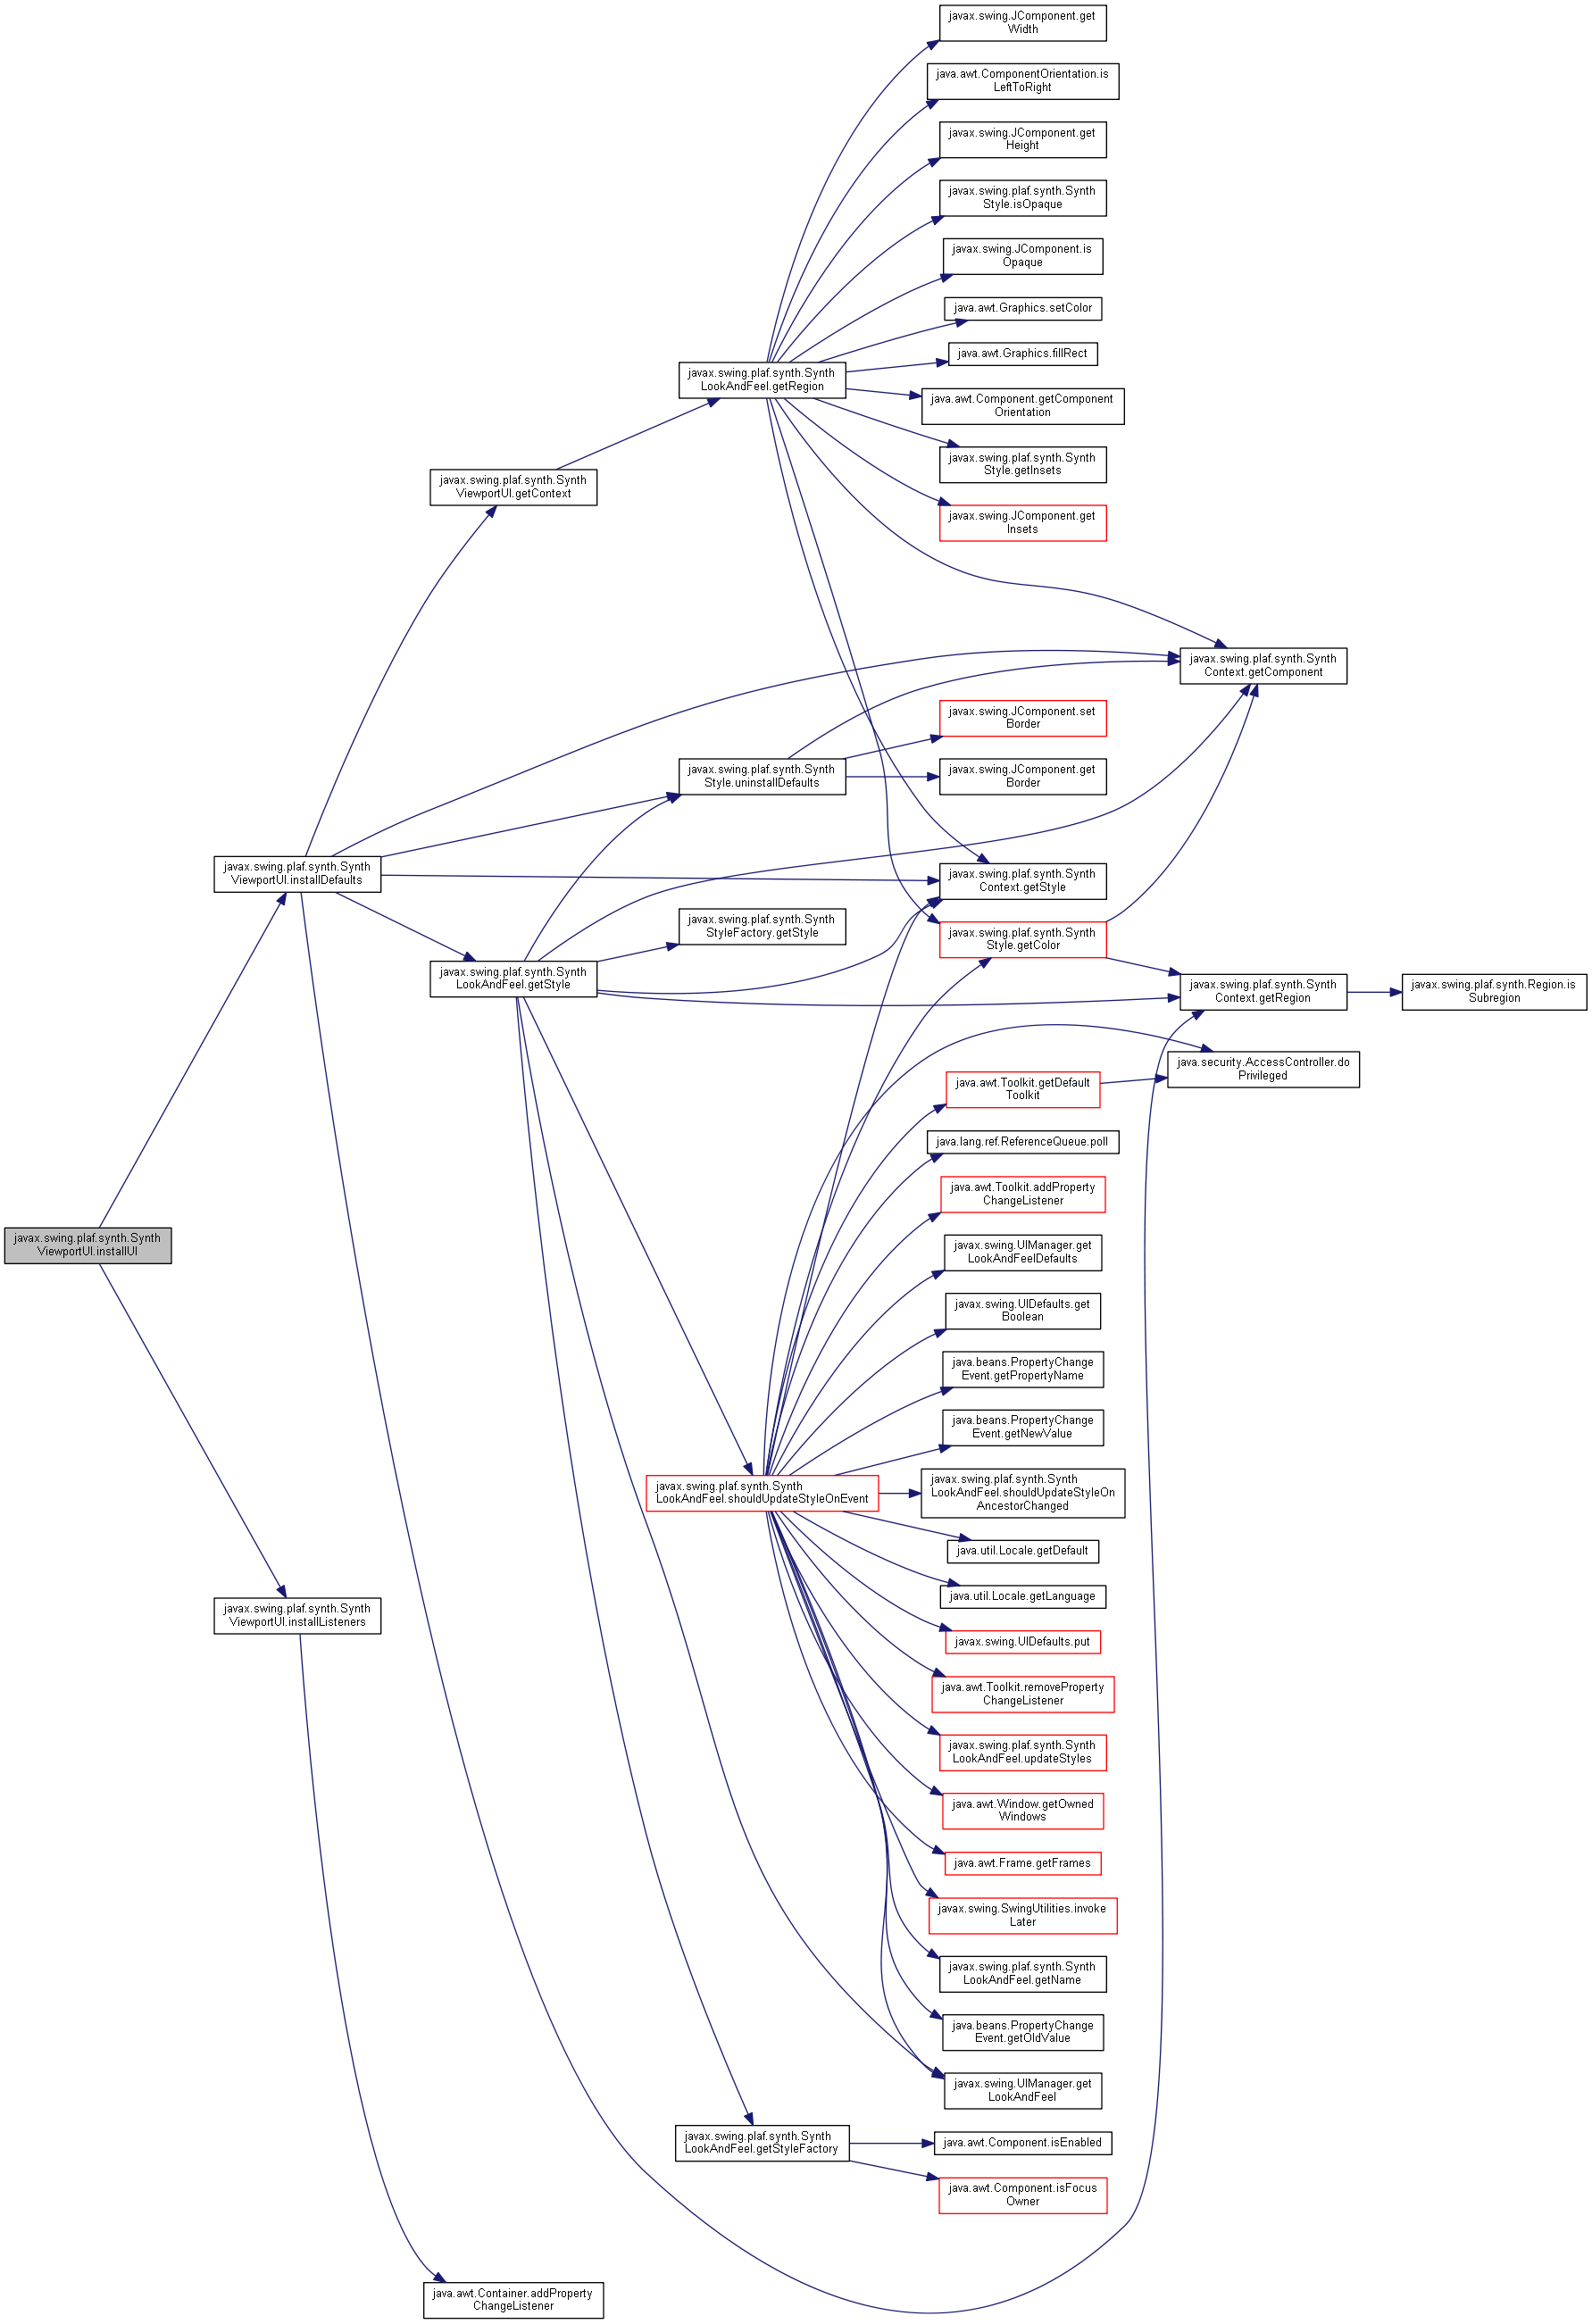 javax.swing.JComponent.get
Width
java.awt.ComponentOrientation.is
LeftToRight
javax.swing.JComponent.get
Height
javax.swing.plaf.synth.Synth
Style.isOpaque
javax.swing.JComponent.is
Opaque
java.awt.Graphics.setColor
java.awt.Graphics.fillRect
javax.swing.plaf.synth.Synth
LookAndFeel.getRegion
java.awt.Component.getComponent
Orientation
javax.swing.plaf.synth.Synth
Style.getInsets
javax.swing.plaf.synth.Synth
ViewportUI.getContext
javax.swing.JComponent.get
Insets
javax.swing.plaf.synth.Synth
Context.getComponent
javax.swing.JComponent.set
Border
javax.swing.plaf.synth.Synth
Style.uninstallDefaults
javax.swing.JComponent.get
Border
javax.swing.plaf.synth.Synth
ViewportUI.installDefaults
javax.swing.plaf.synth.Synth
Context.getStyle
javax.swing.plaf.synth.Synth
StyleFactory.getStyle
javax.swing.plaf.synth.Synth
Style.getColor
javax.swing.plaf.synth.Synth
LookAndFeel.getStyle
javax.swing.plaf.synth.Synth
Context.getRegion
javax.swing.plaf.synth.Region.is
Subregion
java.security.AccessController.do
Privileged
java.awt.Toolkit.getDefault
Toolkit
java.lang.ref.ReferenceQueue.poll
java.awt.Toolkit.addProperty
ChangeListener
javax.swing.plaf.synth.Synth
ViewportUI.installUI
javax.swing.UIManager.get
LookAndFeelDefaults
javax.swing.UIDefaults.get
Boolean
java.beans.PropertyChange
Event.getPropertyName
java.beans.PropertyChange
Event.getNewValue
javax.swing.plaf.synth.Synth
LookAndFeel.shouldUpdateStyleOnEvent
javax.swing.plaf.synth.Synth
LookAndFeel.shouldUpdateStyleOn
AncestorChanged
java.util.Locale.getDefault
java.util.Locale.getLanguage
javax.swing.plaf.synth.Synth
ViewportUI.installListeners
javax.swing.UIDefaults.put
java.awt.Toolkit.removeProperty
ChangeListener
javax.swing.plaf.synth.Synth
LookAndFeel.updateStyles
java.awt.Window.getOwned
Windows
java.awt.Frame.getFrames
javax.swing.SwingUtilities.invoke
Later
javax.swing.plaf.synth.Synth
LookAndFeel.getName
java.beans.PropertyChange
Event.getOldValue
javax.swing.UIManager.get
LookAndFeel
javax.swing.plaf.synth.Synth
LookAndFeel.getStyleFactory
java.awt.Component.isEnabled
java.awt.Component.isFocus
Owner
java.awt.Container.addProperty
ChangeListener